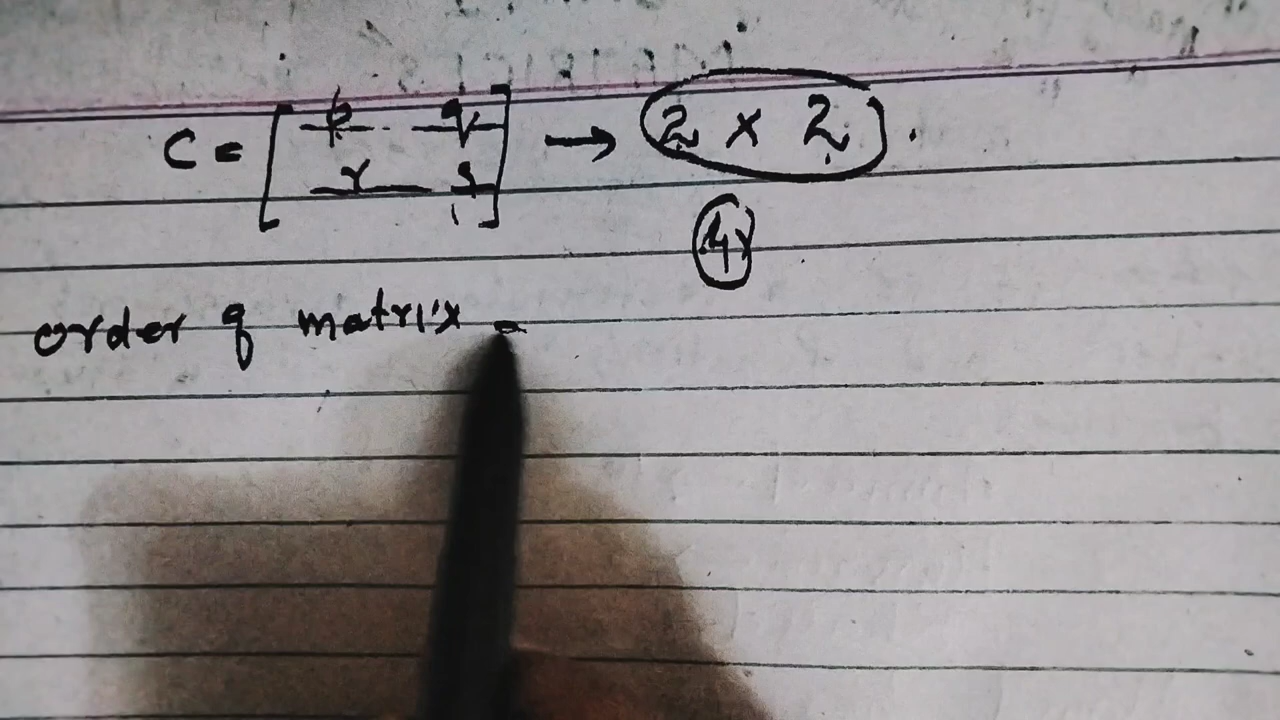 C = [ p q → 2 x 2 .
r s ]
4
order of matrix =